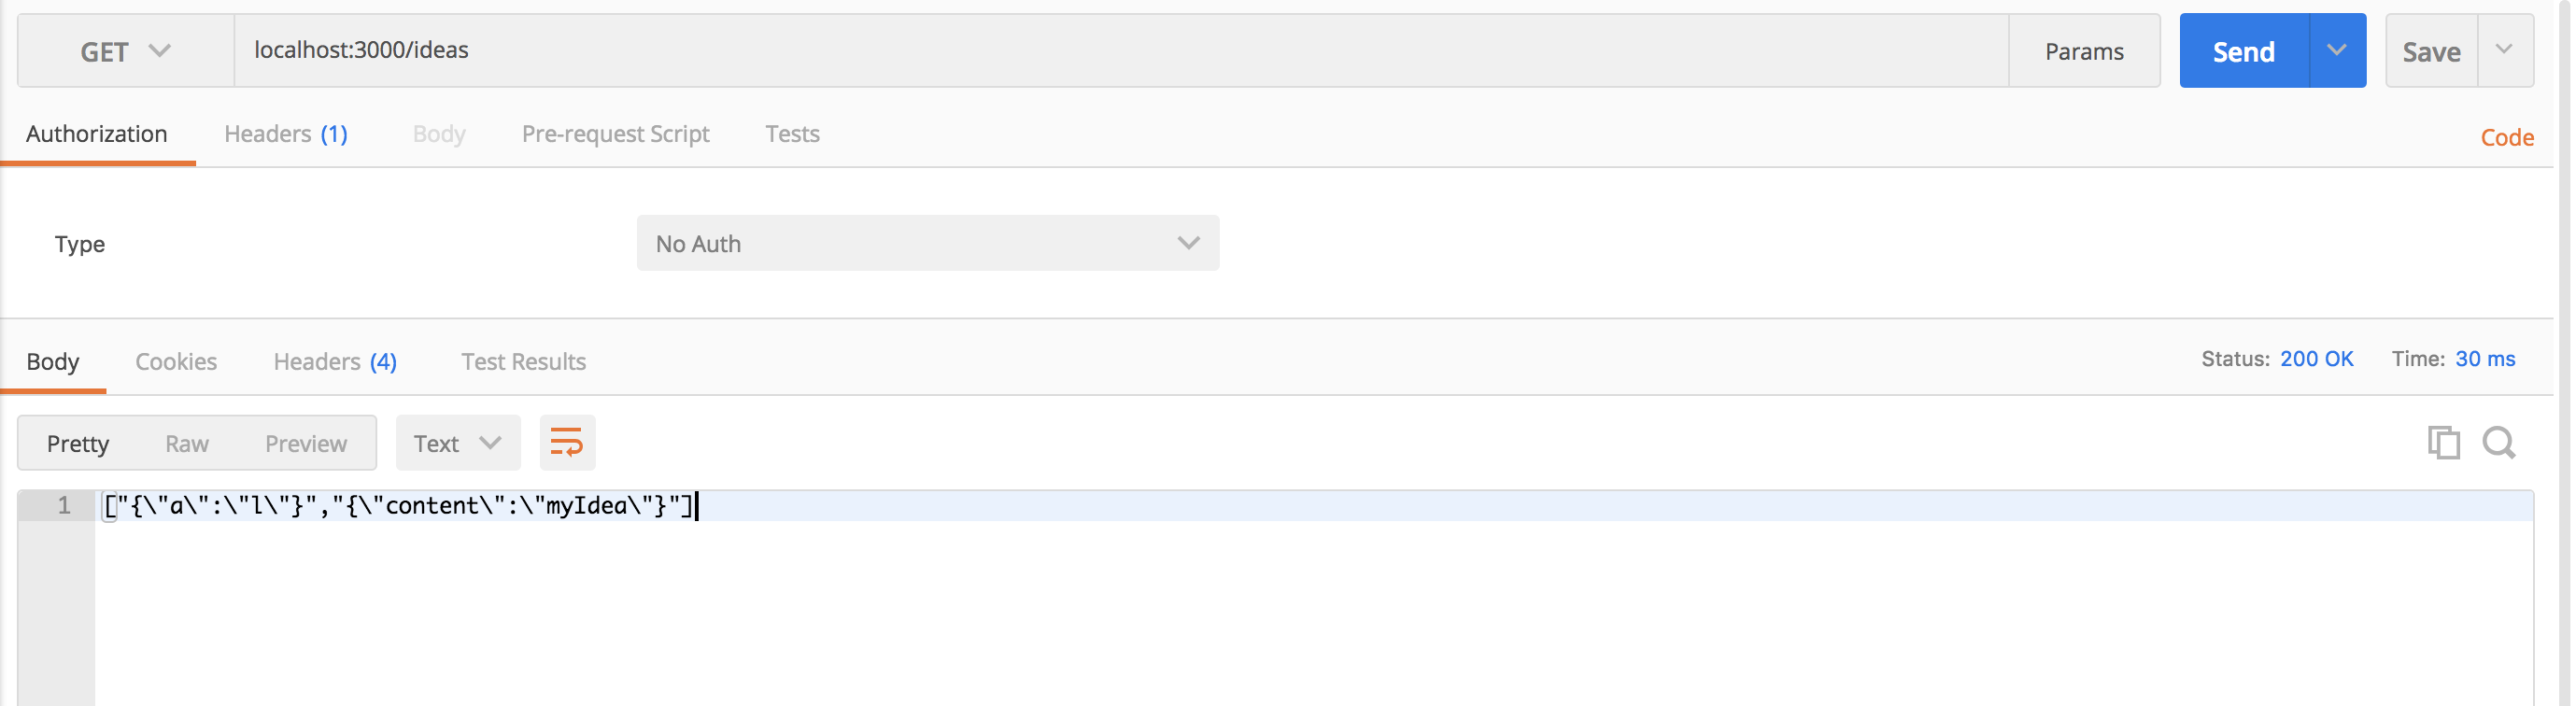 GET localhost:3000/ideas Params Send Save
Authorization Headers (1) Body Pre-request Script Tests Code
Type No Auth
Body Cookies Headers (4) Test Results Status: 200 OK Time: 30 ms
Pretty Raw Preview Text
1 ["{\"a\":\"l\"}","{\"content\":\"myIdea\"}"]